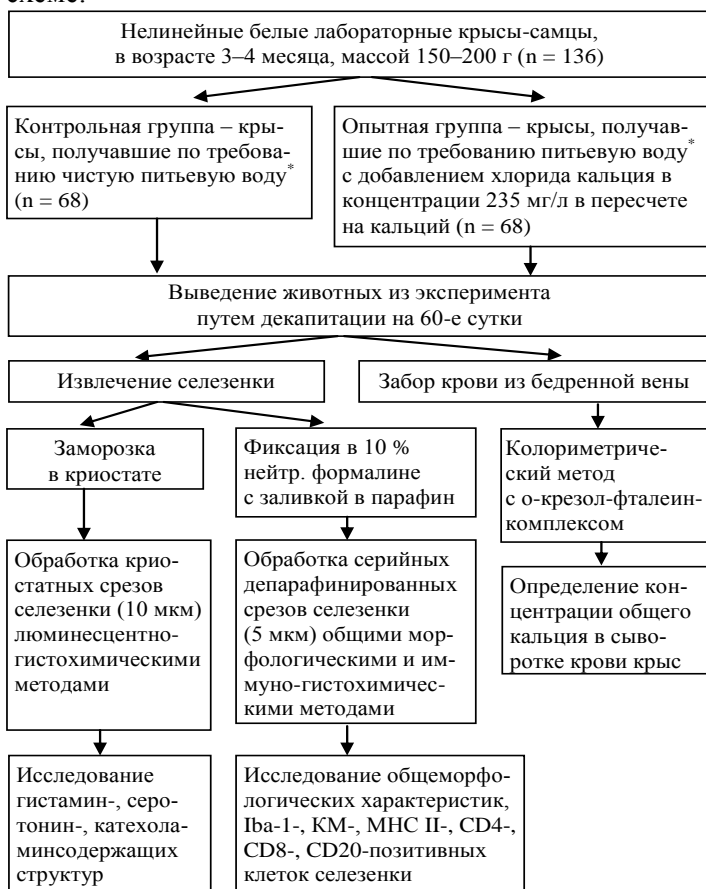 Нелинейные белые лабораторные крысы-самцы,
в возрасте 3–4 месяца, массой 150–200 г (n = 136)
Контрольная группа – кры-
сы, получавшие по требова-
нию чистую питьевую воду*
(n = 68)
Опытная группа – крысы, получав-
шие по требованию питьевую воду*
с добавлением хлорида кальция в
концентрации 235 мг/л в пересчете
на кальций (n = 68)
Выведение животных из эксперимента
путем декапитации на 60-е сутки
Извлечение селезенки
Забор крови из бедренной вены
Заморозка
в криостате
Фиксация в 10 %
нейтр. формалине
с заливкой в парафин
Колориметриче-
ский метод
с о-крезол-фталеин-
комплексом
Обработка крио-
статных срезов
селезенки (10 мкм)
люминесцентно-
гистохимическими
методами
Обработка серийных
депарафинированных
срезов селезенки
(5 мкм) общими мор-
фологическими и им-
муно-гистохимичес-
кими методами
Определение кон-
центрации общего
кальция в сыво-
ротке крови крыс
Исследование
гистамин-, серо-
тонин-, катехола-
минсодержащих
структур
Исследование общеморфо-
логических характеристик,
Iba-1-, КМ-, МНС II-, CD4-,
CD8-, CD20-позитивных
клеток селезенки